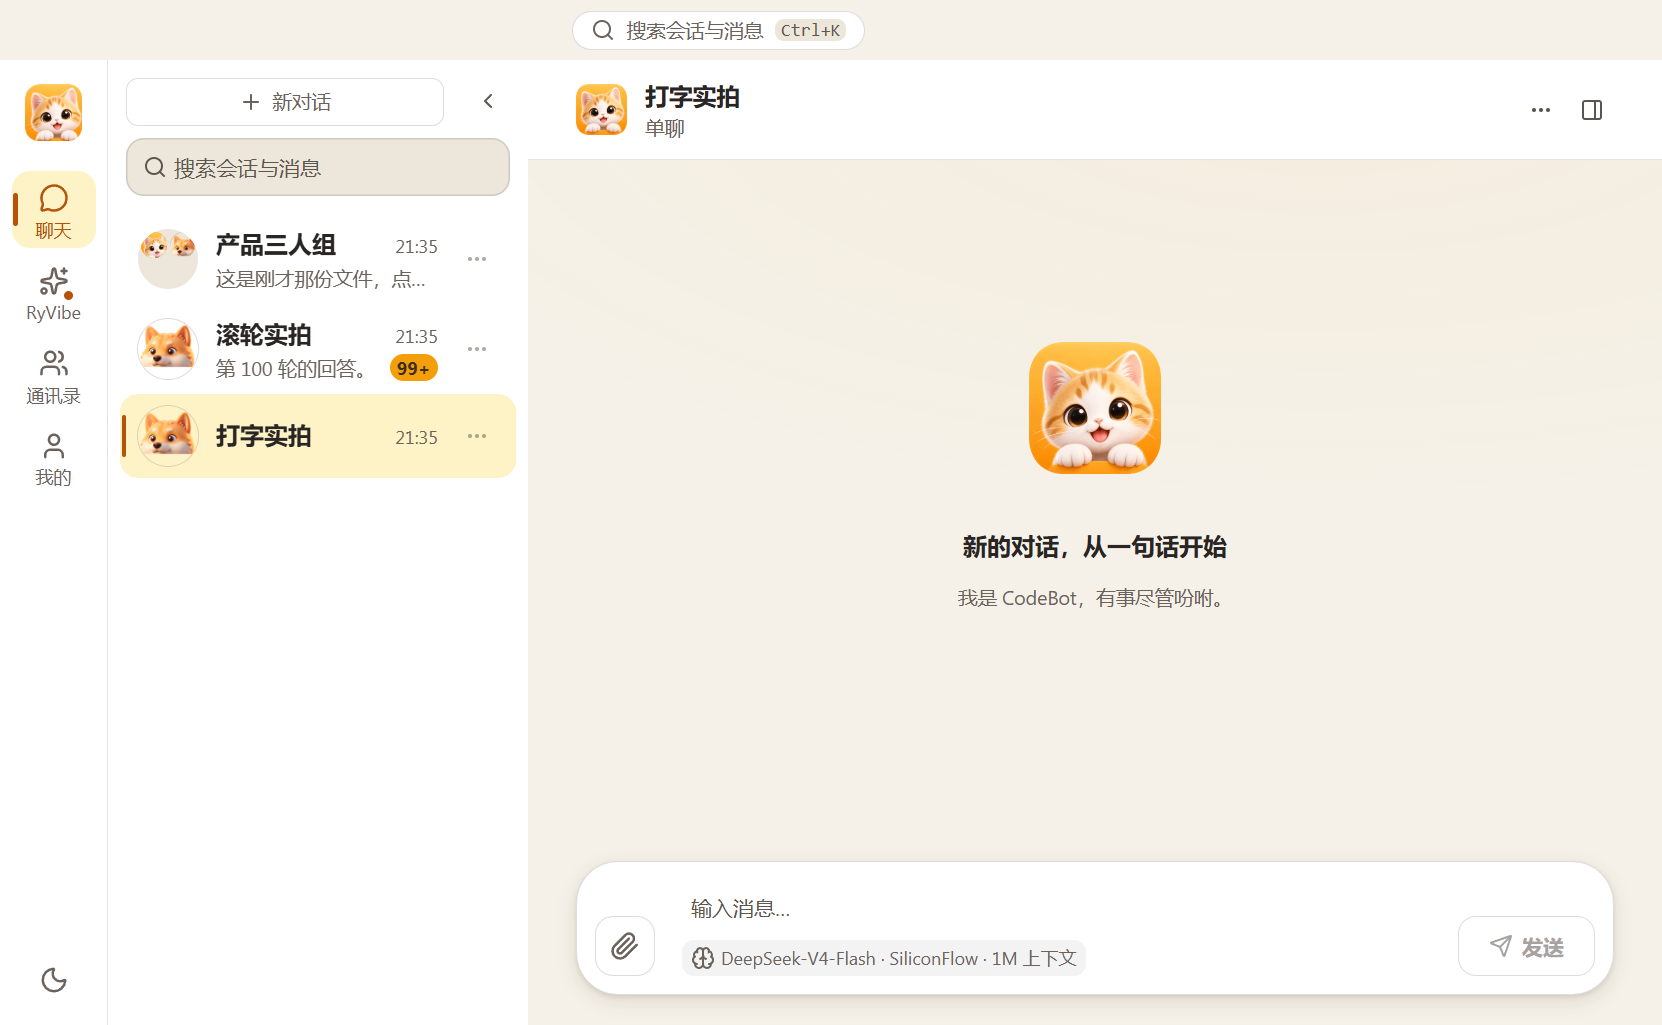 搜索会话与消息 Ctrl+K
新对话
搜索会话与消息
聊天
RyVibe
通讯录
我的
产品三人组 21:35
这是刚才那份文件，点...
滚轮实拍 21:35
第 100 轮的回答。 99+
打字实拍 21:35
打字实拍
单聊
新的对话，从一句话开始
我是 CodeBot，有事尽管吩咐。
输入消息...
DeepSeek-V4-Flash · SiliconFlow · 1M 上下文
发送